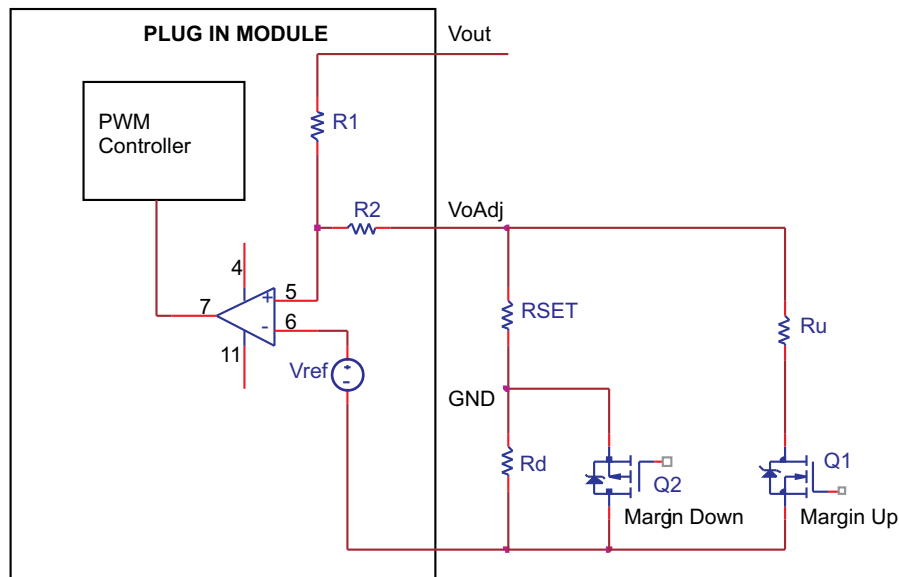 PLUG IN MODULE
Vout
PWM
Controller
R1
R2
VoAdj
4
5
+
7
-
6
11
Vref
+
-
RSET
Ru
GND
Rd
Q2
Q1
Margin Down
Margin Up